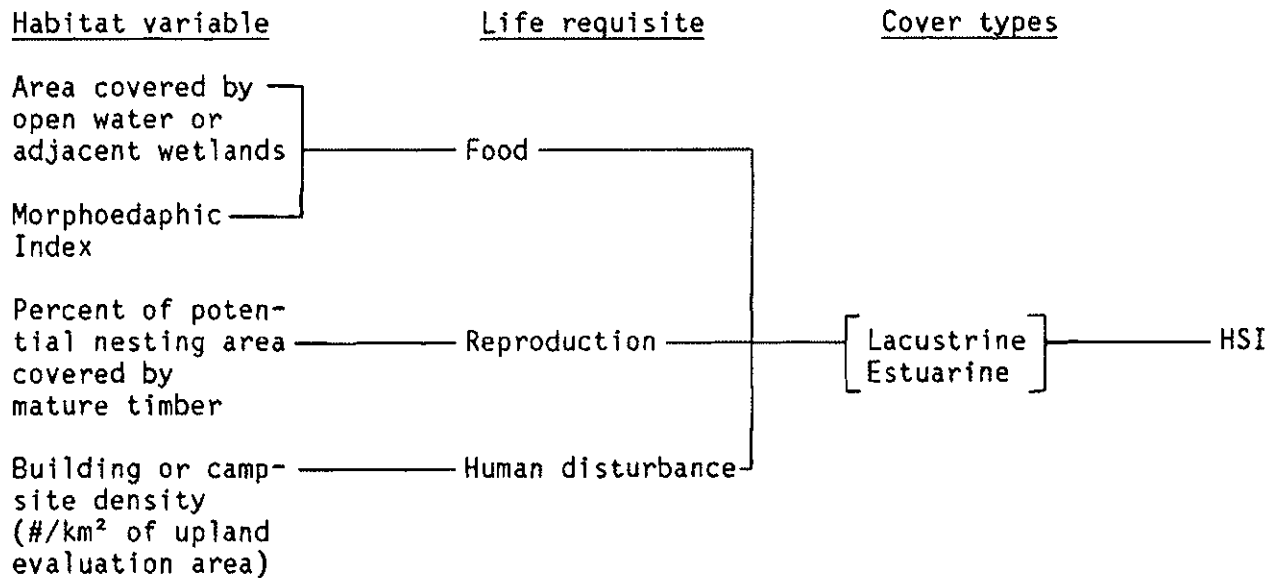 Habitat variable
Life requisite
Cover types
Area covered by
open water or
adjacent wetlands
Food
Morphoedaphic
Index
Percent of poten-
tial nesting area
covered by
mature timber
Reproduction
Lacustrine
Estuarine
HSI
Building or camp-
site density
(#/km² of upland
evaluation area)
Human disturbance